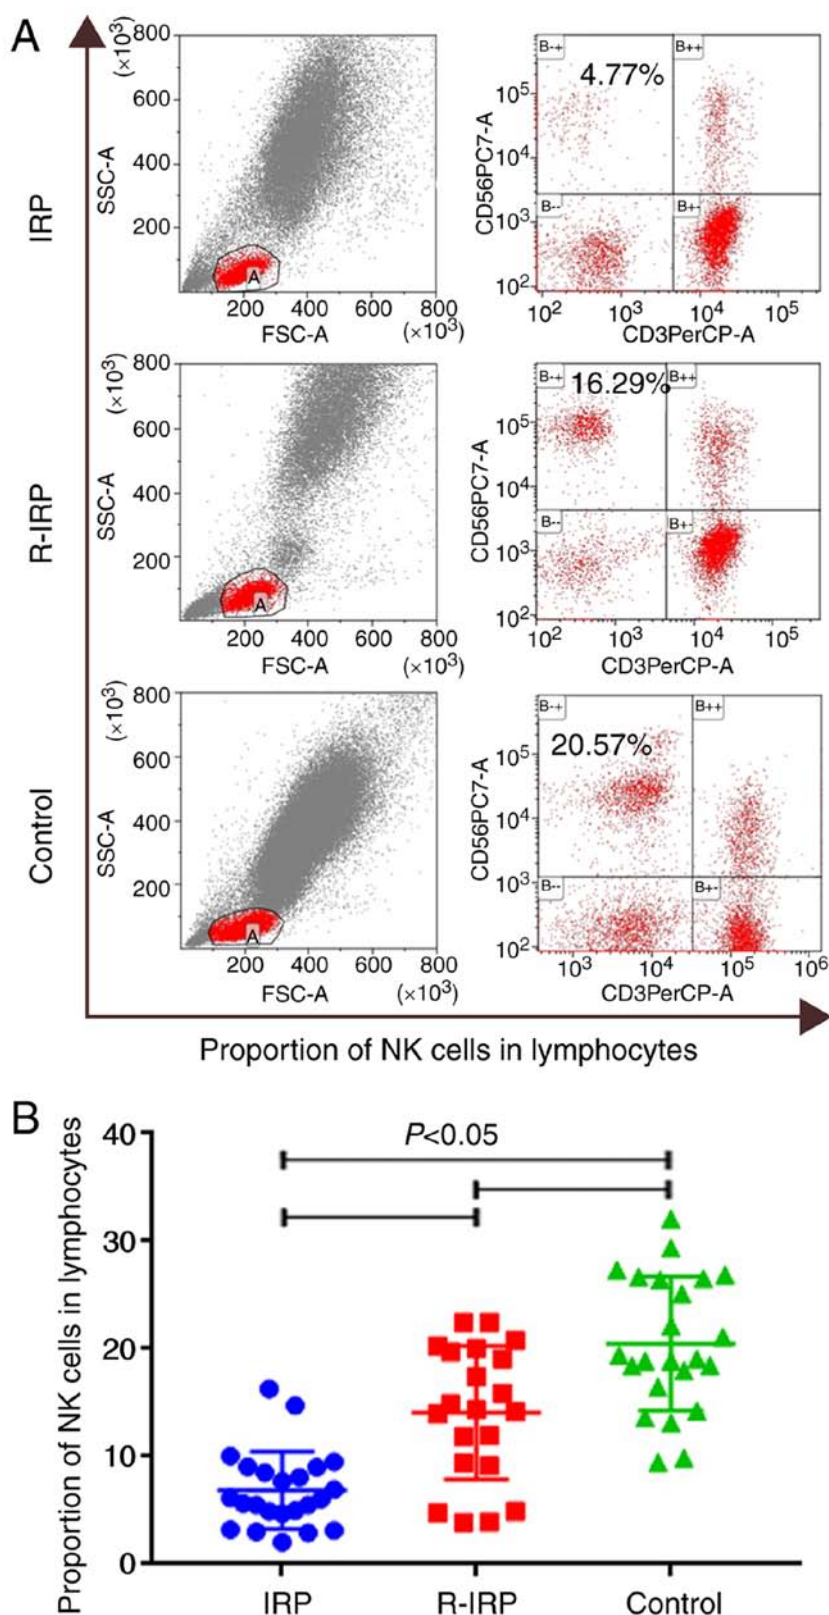 A
IRP
(×10³)
SSC-A
800
600
400
200
A
200 400 600 800
FSC-A (×10³)
CD56PC7-A
10⁵
10⁴
10³
10²
B-+
4.77%
B++
B--
B+-
10² 10³ 10⁴ 10⁵
CD3PerCP-A
R-IRP
(×10³)
SSC-A
800
600
400
200
A
200 400 600 800
FSC-A (×10³)
CD56PC7-A
10⁵
10⁴
10³
10²
B-+
16.29%
B++
B--
B+-
10² 10³ 10⁴ 10⁵
CD3PerCP-A
Control
(×10³)
SSC-A
800
600
400
200
A
200 400 600 800
FSC-A (×10³)
CD56PC7-A
10⁵
10⁴
10³
10²
B-+
20.57%
B++
B--
B+-
10³ 10⁴ 10⁵ 10⁶
CD3PerCP-A
Proportion of NK cells in lymphocytes
B
Proportion of NK cells in lymphocytes
40
30
20
10
0
P<0.05
IRP R-IRP Control